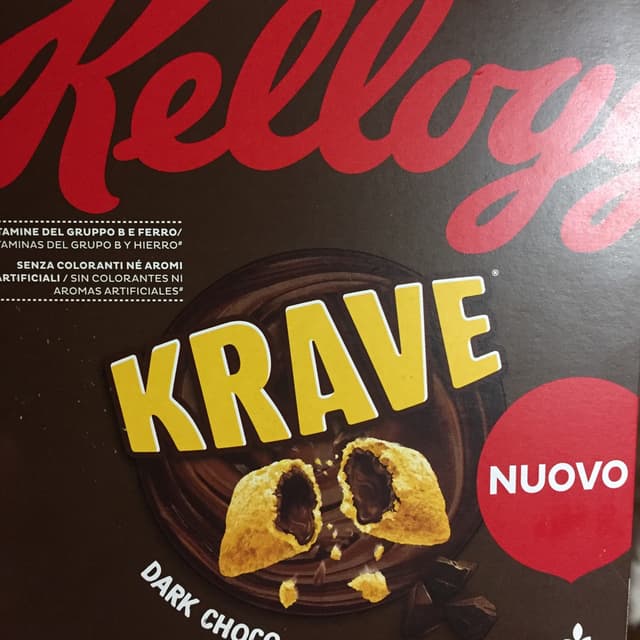 Kellogg
TAMINE DEL GRUPPO B E FERRO/
TAMINAS DEL GRUPO B Y HIERRO#
SENZA COLORANTI NÉ AROMI
ARTIFICIALI / SIN COLORANTES NI
AROMAS ARTIFICIALES#
KRAVE®
NUOVO
DARK CHOCO